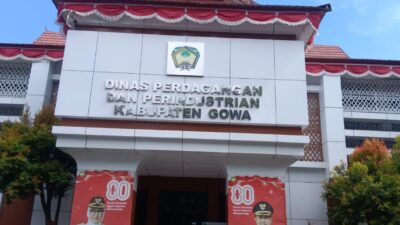 DINAS PERDAGANGAN
DAN PERINDUSTRIAN
KABUPATEN GOWA
80
80